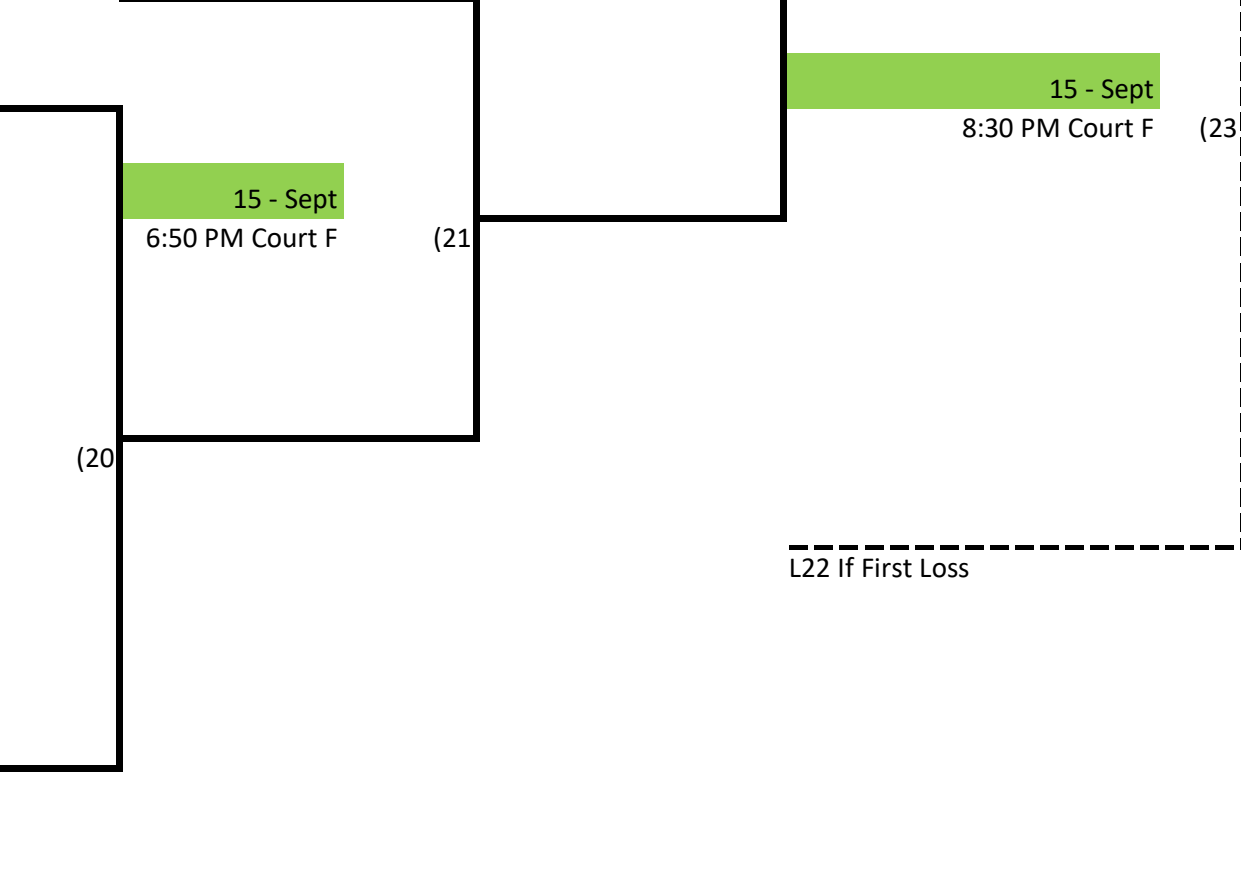 15 - Sept
8:30 PM Court F (23
15 - Sept
6:50 PM Court F (21
(20
L22 If First Loss